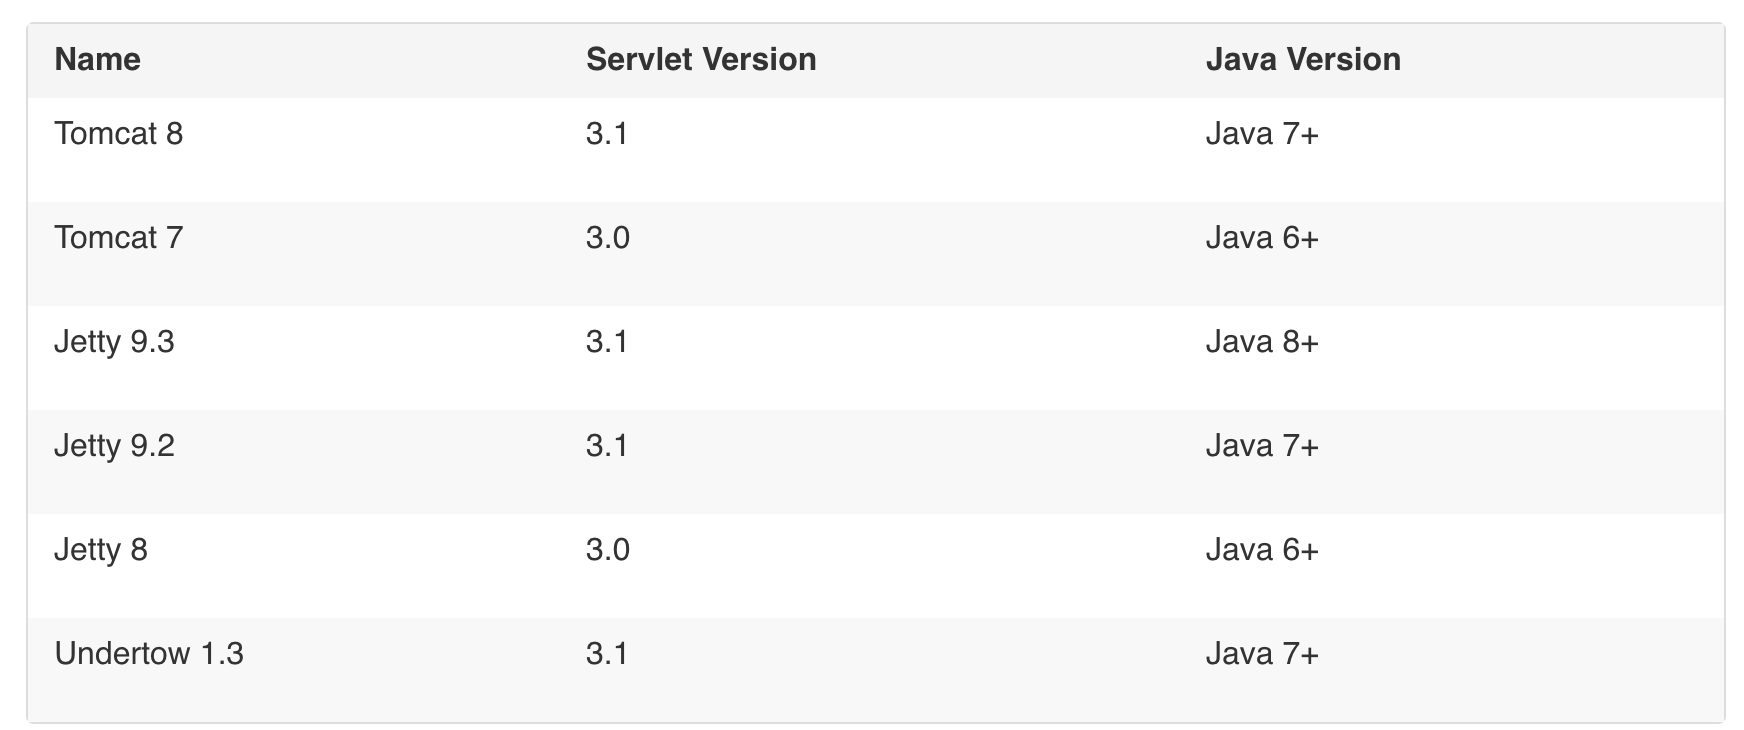 Name Servlet Version Java Version
Tomcat 8 3.1 Java 7+
Tomcat 7 3.0 Java 6+
Jetty 9.3 3.1 Java 8+
Jetty 9.2 3.1 Java 7+
Jetty 8 3.0 Java 6+
Undertow 1.3 3.1 Java 7+